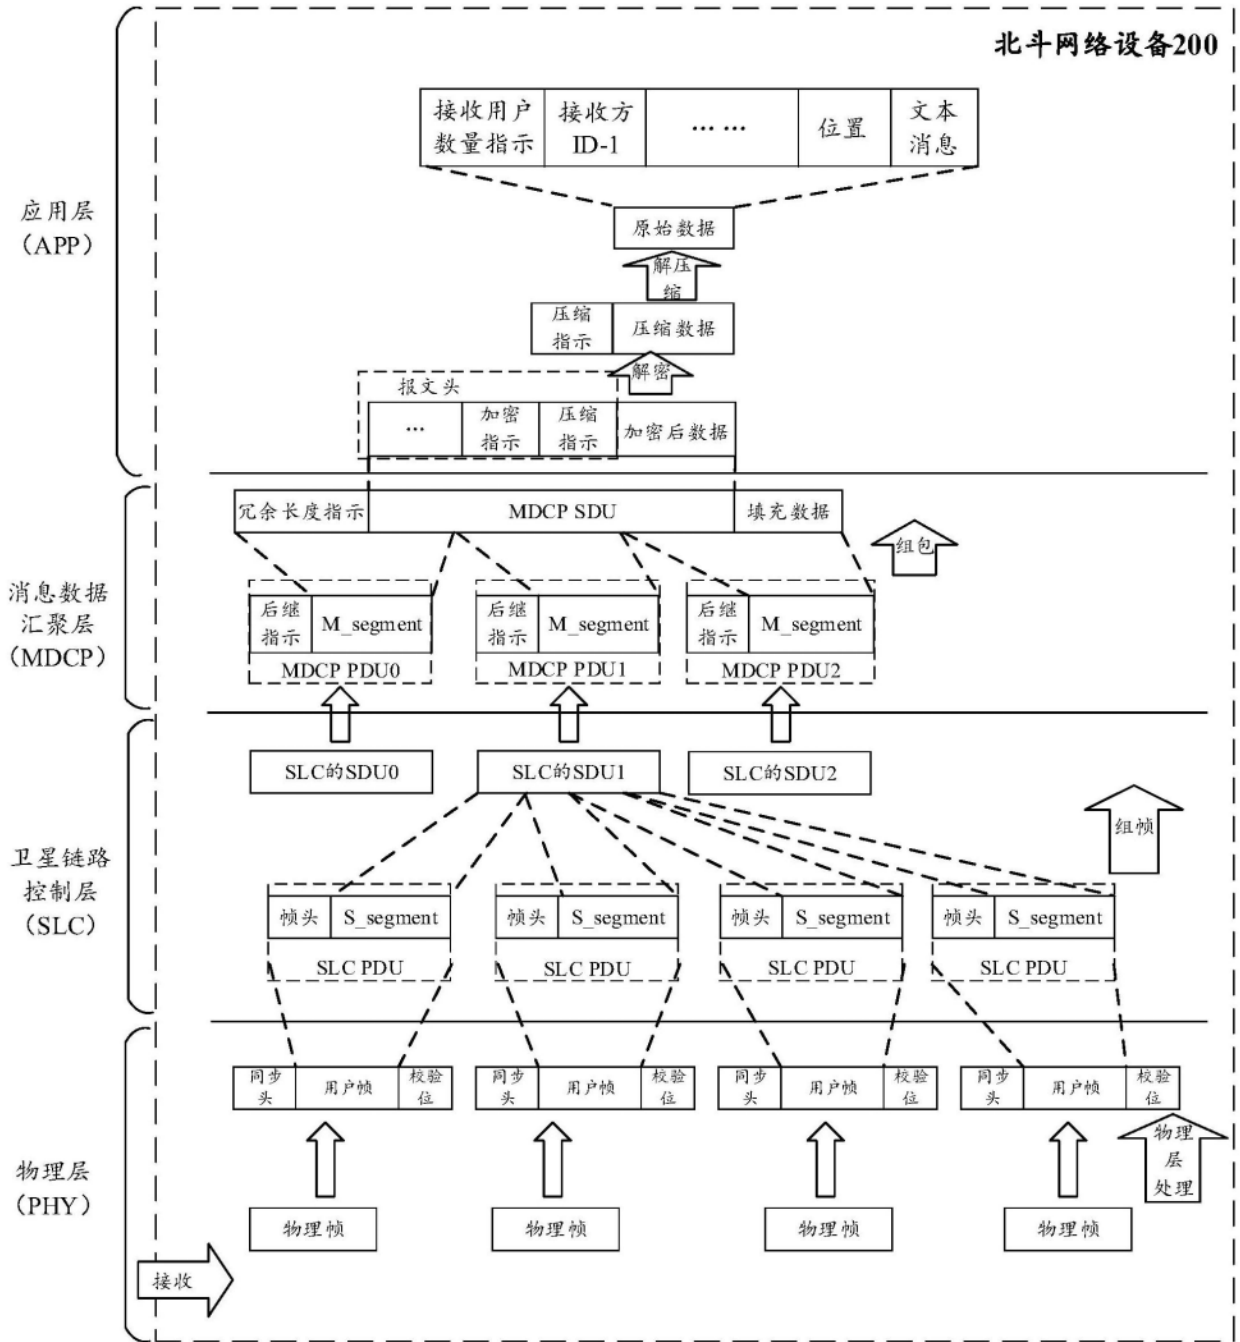 北斗网络设备200
接收用户
数量指示
接收方
ID-1
... ...
位置
文本
消息
应用层
（APP）
原始数据
解压
缩
压缩
指示
压缩数据
解密
报文头
...
加密
指示
压缩
指示
加密后数据
冗余长度指示
MDCP SDU
填充数据
组包
消息数据
汇聚层
（MDCP）
后继
指示
M_segment
MDCP PDU0
后继
指示
M_segment
MDCP PDU1
后继
指示
M_segment
MDCP PDU2
SLC的SDU0
SLC的SDU1
SLC的SDU2
组帧
卫星链路
控制层
（SLC）
帧头
S_segment
SLC PDU
帧头
S_segment
SLC PDU
帧头
S_segment
SLC PDU
帧头
S_segment
SLC PDU
同步
头
用户帧
校验
位
同步
头
用户帧
校验
位
同步
头
用户帧
校验
位
同步
头
用户帧
校验
位
物理层
（PHY）
物理
层
处理
物理帧
物理帧
物理帧
物理帧
接收